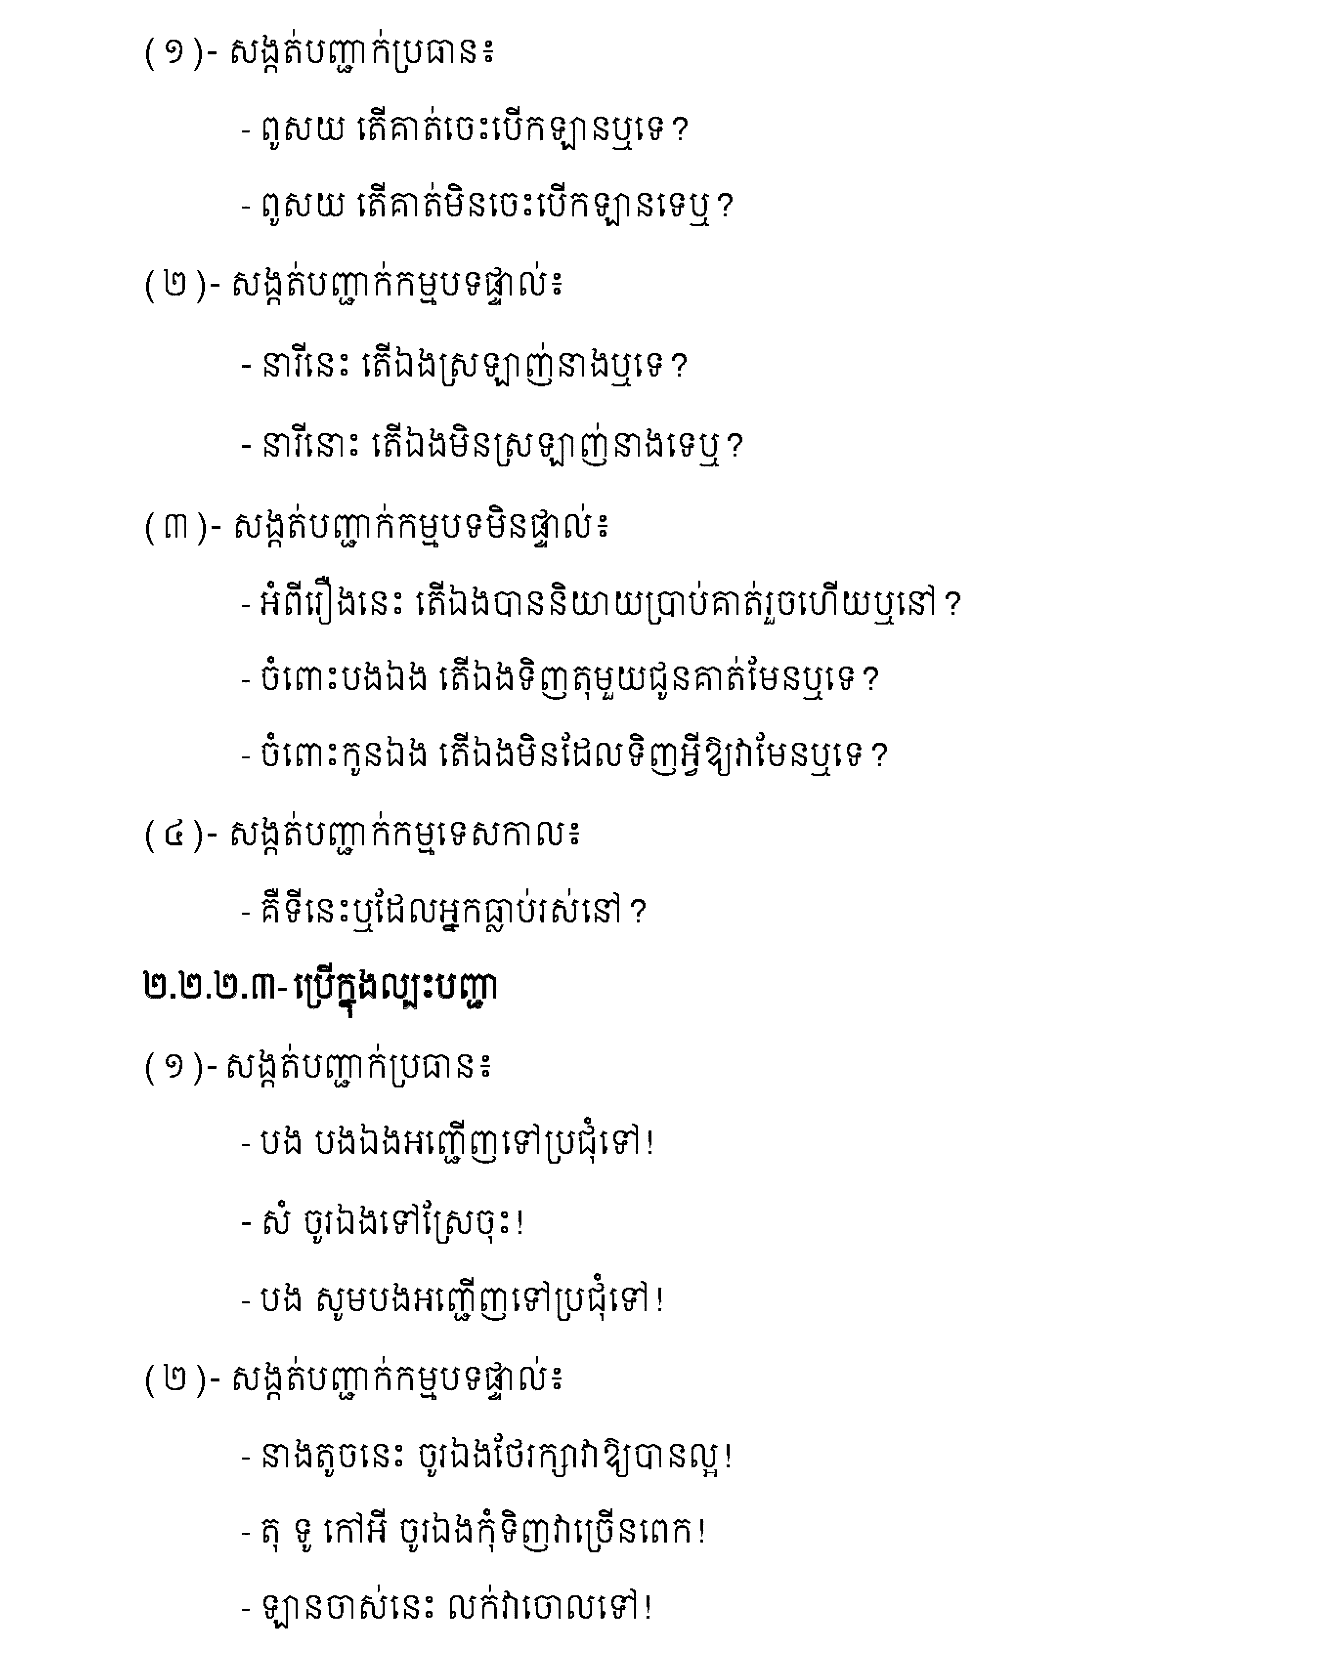 (១)- សង្កត់បញ្ជាក់ប្រធាន៖
- ពូសយ តើគាត់ចេះបើកឡានឬទេ?
- ពូសយ តើគាត់មិនចេះបើកឡានទេឬ?
(២)- សង្កត់បញ្ជាក់កម្មបទផ្ទាល់៖
- នារីនេះ តើឯងស្រឡាញ់នាងឬទេ?
- នារីនោះ តើឯងមិនស្រឡាញ់នាងទេឬ?
(៣)- សង្កត់បញ្ជាក់កម្មបទមិនផ្ទាល់៖
- អំពីរឿងនេះ តើឯងបាននិយាយប្រាប់គាត់រួចហើយឬនៅ?
- ចំពោះបងឯង តើឯងទិញតុមួយជូនគាត់មែនឬទេ?
- ចំពោះកូនឯង តើឯងមិនដែលទិញអ្វីឱ្យវាមែនឬទេ?
(៤)- សង្កត់បញ្ជាក់កម្មទេសកាល៖
- គឺទីនេះឬដែលអ្នកធ្លាប់រស់នៅ?
២.២.២.៣- ប្រើក្នុងល្បះបញ្ជា
(១)- សង្កត់បញ្ជាក់ប្រធាន៖
- បង បងឯងអញ្ជើញទៅប្រជុំទៅ!
- សំ ចូរឯងទៅស្រែចុះ!
- បង សូមបងអញ្ជើញទៅប្រជុំទៅ!
(២)- សង្កត់បញ្ជាក់កម្មបទផ្ទាល់៖
- នាងតូចនេះ ចូរឯងថែរក្សាវាឱ្យបានល្អ!
- តុ ទូ កៅអី ចូរឯងកុំទិញវាច្រើនពេក!
- ឡានចាស់នេះ លក់វាចោលទៅ!